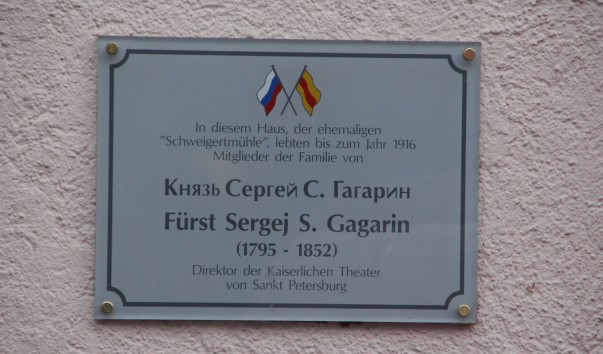 In diesem Haus, der ehemaligen
"Schweigertmühle", lebten bis zum Jahr 1916
Mitglieder der Familie von
Князь Сергей С. Гагарин
Fürst Sergej S. Gagarin
(1795 - 1852)
Direktor der Kaiserlichen Theater
von Sankt Petersburg